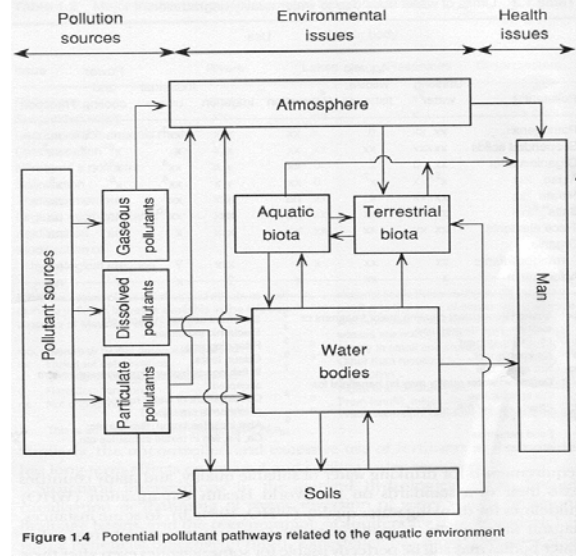 Pollution
sources
Environmental
issues
Health
issues
Atmosphere
Pollutant sources
Gaseous
pollutants
Dissolved
pollutants
Particulate
pollutants
Aquatic
biota
Terrestrial
biota
Water
bodies
Soils
Man
Figure 1.4 Potential pollutant pathways related to the aquatic environment